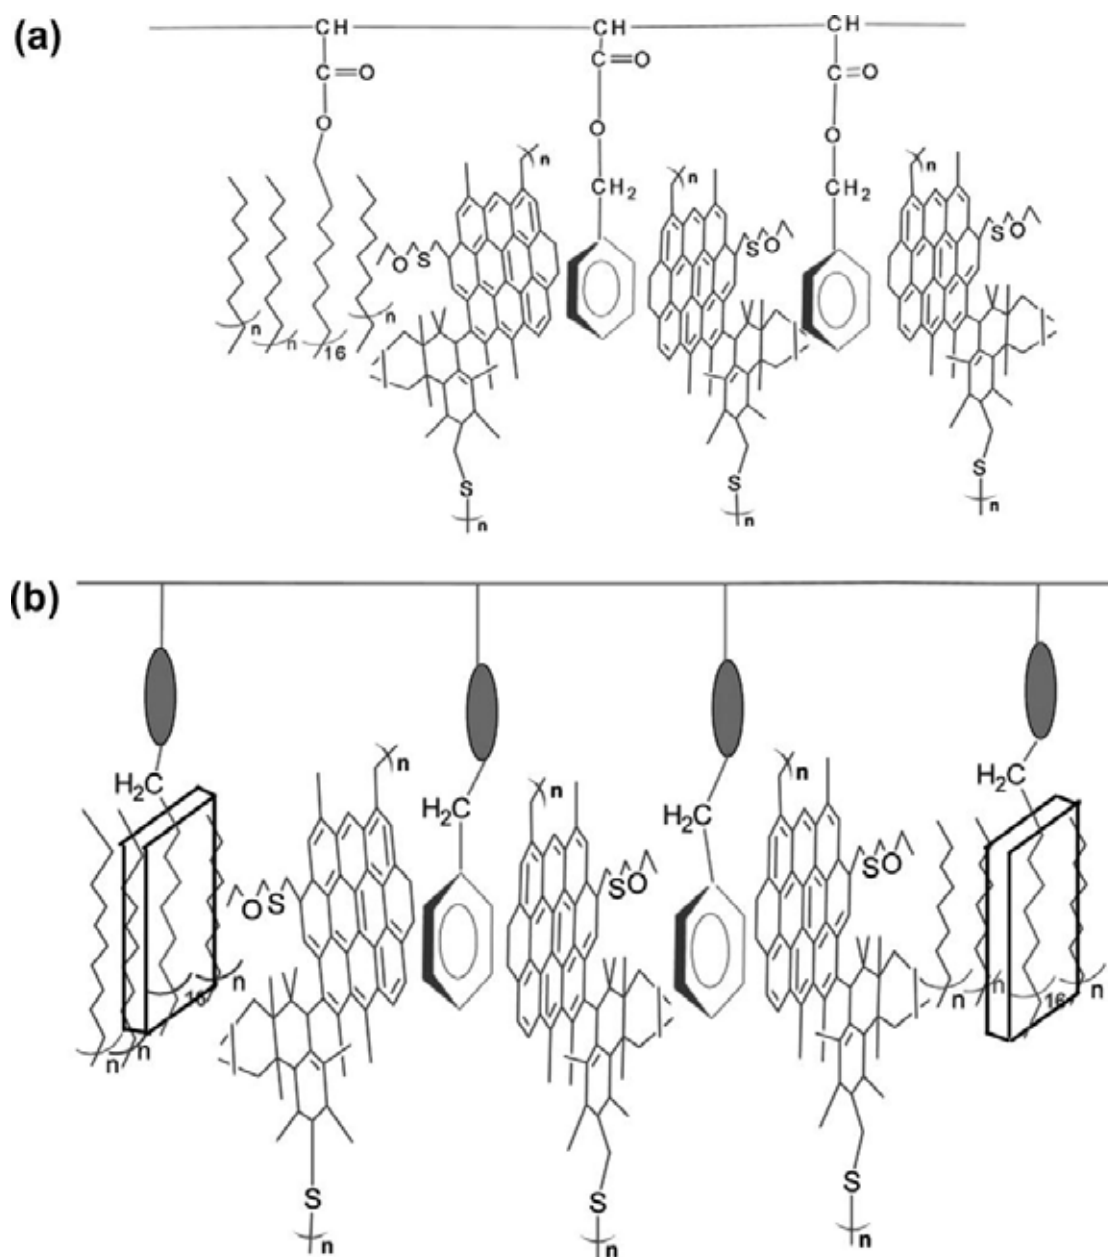 (a)
CH CH CH
C=O C=O C=O
O O O
n n n
CH₂ CH₂
O S S O S O
n n 16 n
S S S
n n n
(b)
H₂C H₂C H₂C H₂C
n n n
O S S O S O
16 n n n 16 n
n n n
S S S
n n n